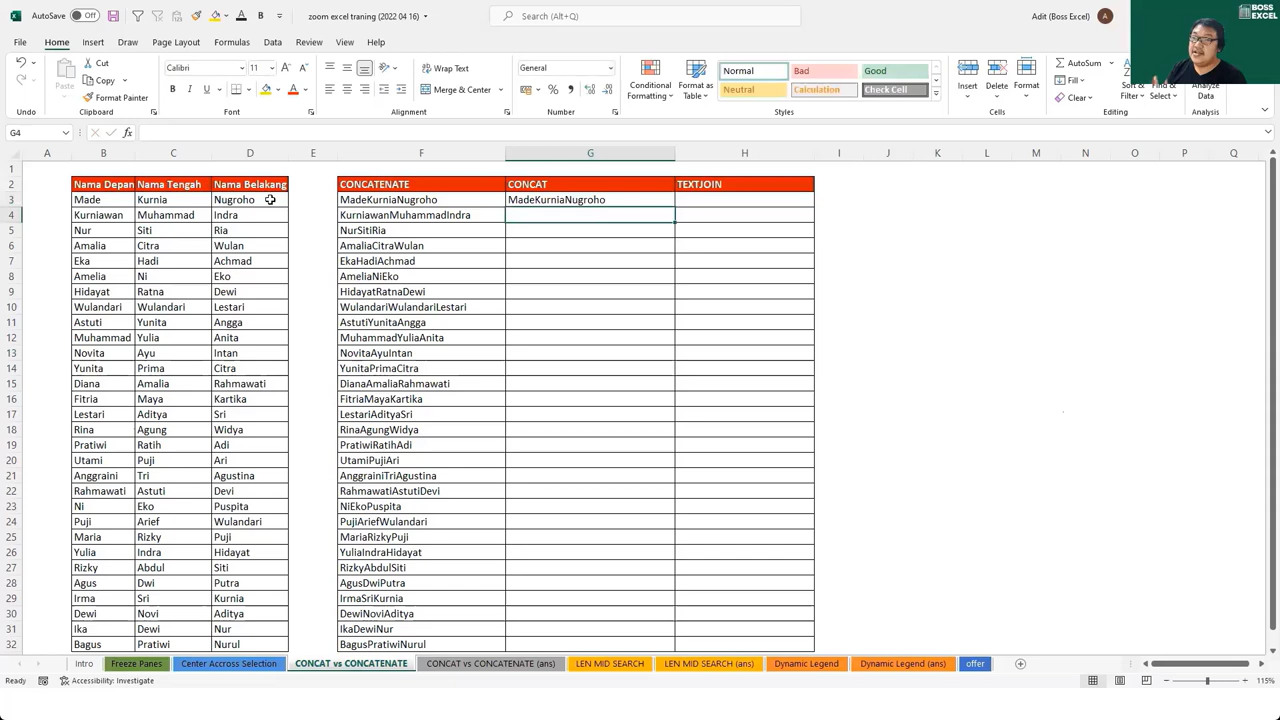 AutoSave Off zoom excel traning (2022 04 16) Search (Alt+Q) Adit (Boss Excel) A
BOSS EXCEL
File Home Insert Draw Page Layout Formulas Data Review View Help
Paste Cut Copy Format Painter Clipboard
Calibri 11 B I U Font
Wrap Text Merge & Center Alignment
General Number
Conditional Formatting Format as Table Normal Bad Good Neutral Calculation Check Cell Styles
Insert Delete Format Cells
AutoSum Fill Clear Sort & Filter Find & Select Editing
Analyze Data Analysis
G4 fx
A B C D E F G H I J K L M N O P Q
1
2 Nama Depan Nama Tengah Nama Belakang CONCATENATE CONCAT TEXTJOIN
3 Made Kurnia Nugroho MadeKurniaNugroho MadeKurniaNugroho
4 Kurniawan Muhammad Indra KurniawanMuhammadIndra
5 Nur Siti Ria NurSitiRia
6 Amalia Citra Wulan AmaliaCitraWulan
7 Eka Hadi Achmad EkaHadiAchmad
8 Amelia Ni Eko AmeliaNiEko
9 Hidayat Ratna Dewi HidayatRatnaDewi
10 Wulandari Wulandari Lestari WulandariWulandariLestari
11 Astuti Yunita Angga AstutiYunitaAngga
12 Muhammad Yulia Anita MuhammadYuliaAnita
13 Novita Ayu Intan NovitaAyuIntan
14 Yunita Prima Citra YunitaPrimaCitra
15 Diana Amalia Rahmawati DianaAmaliaRahmawati
16 Fitria Maya Kartika FitriaMayaKartika
17 Lestari Aditya Sri LestariAdityaSri
18 Rina Agung Widya RinaAgungWidya
19 Pratiwi Ratih Adi PratiwiRatihAdi
20 Utami Puji Ari UtamiPujiAri
21 Anggraini Tri Agustina AnggrainiTriAgustina
22 Rahmawati Astuti Devi RahmawatiAstutiDevi
23 Ni Eko Puspita NiEkoPuspita
24 Puji Arief Wulandari PujiAriefWulandari
25 Maria Rizky Puji MariaRizkyPuji
26 Yulia Indra Hidayat YuliaIndraHidayat
27 Rizky Abdul Siti RizkyAbdulSiti
28 Agus Dwi Putra AgusDwiPutra
29 Irma Sri Kurnia IrmaSriKurnia
30 Dewi Novi Aditya DewiNoviAditya
31 Ika Dewi Nur IkaDewiNur
32 Bagus Pratiwi Nurul BagusPratiwiNurul
Intro Freeze Panes Center Accross Selection CONCAT vs CONCATENATE CONCAT vs CONCATENATE (ans) LEN MID SEARCH LEN MID SEARCH (ans) Dynamic Legend Dynamic Legend (ans) offer
Ready Accessibility: Investigate 115%